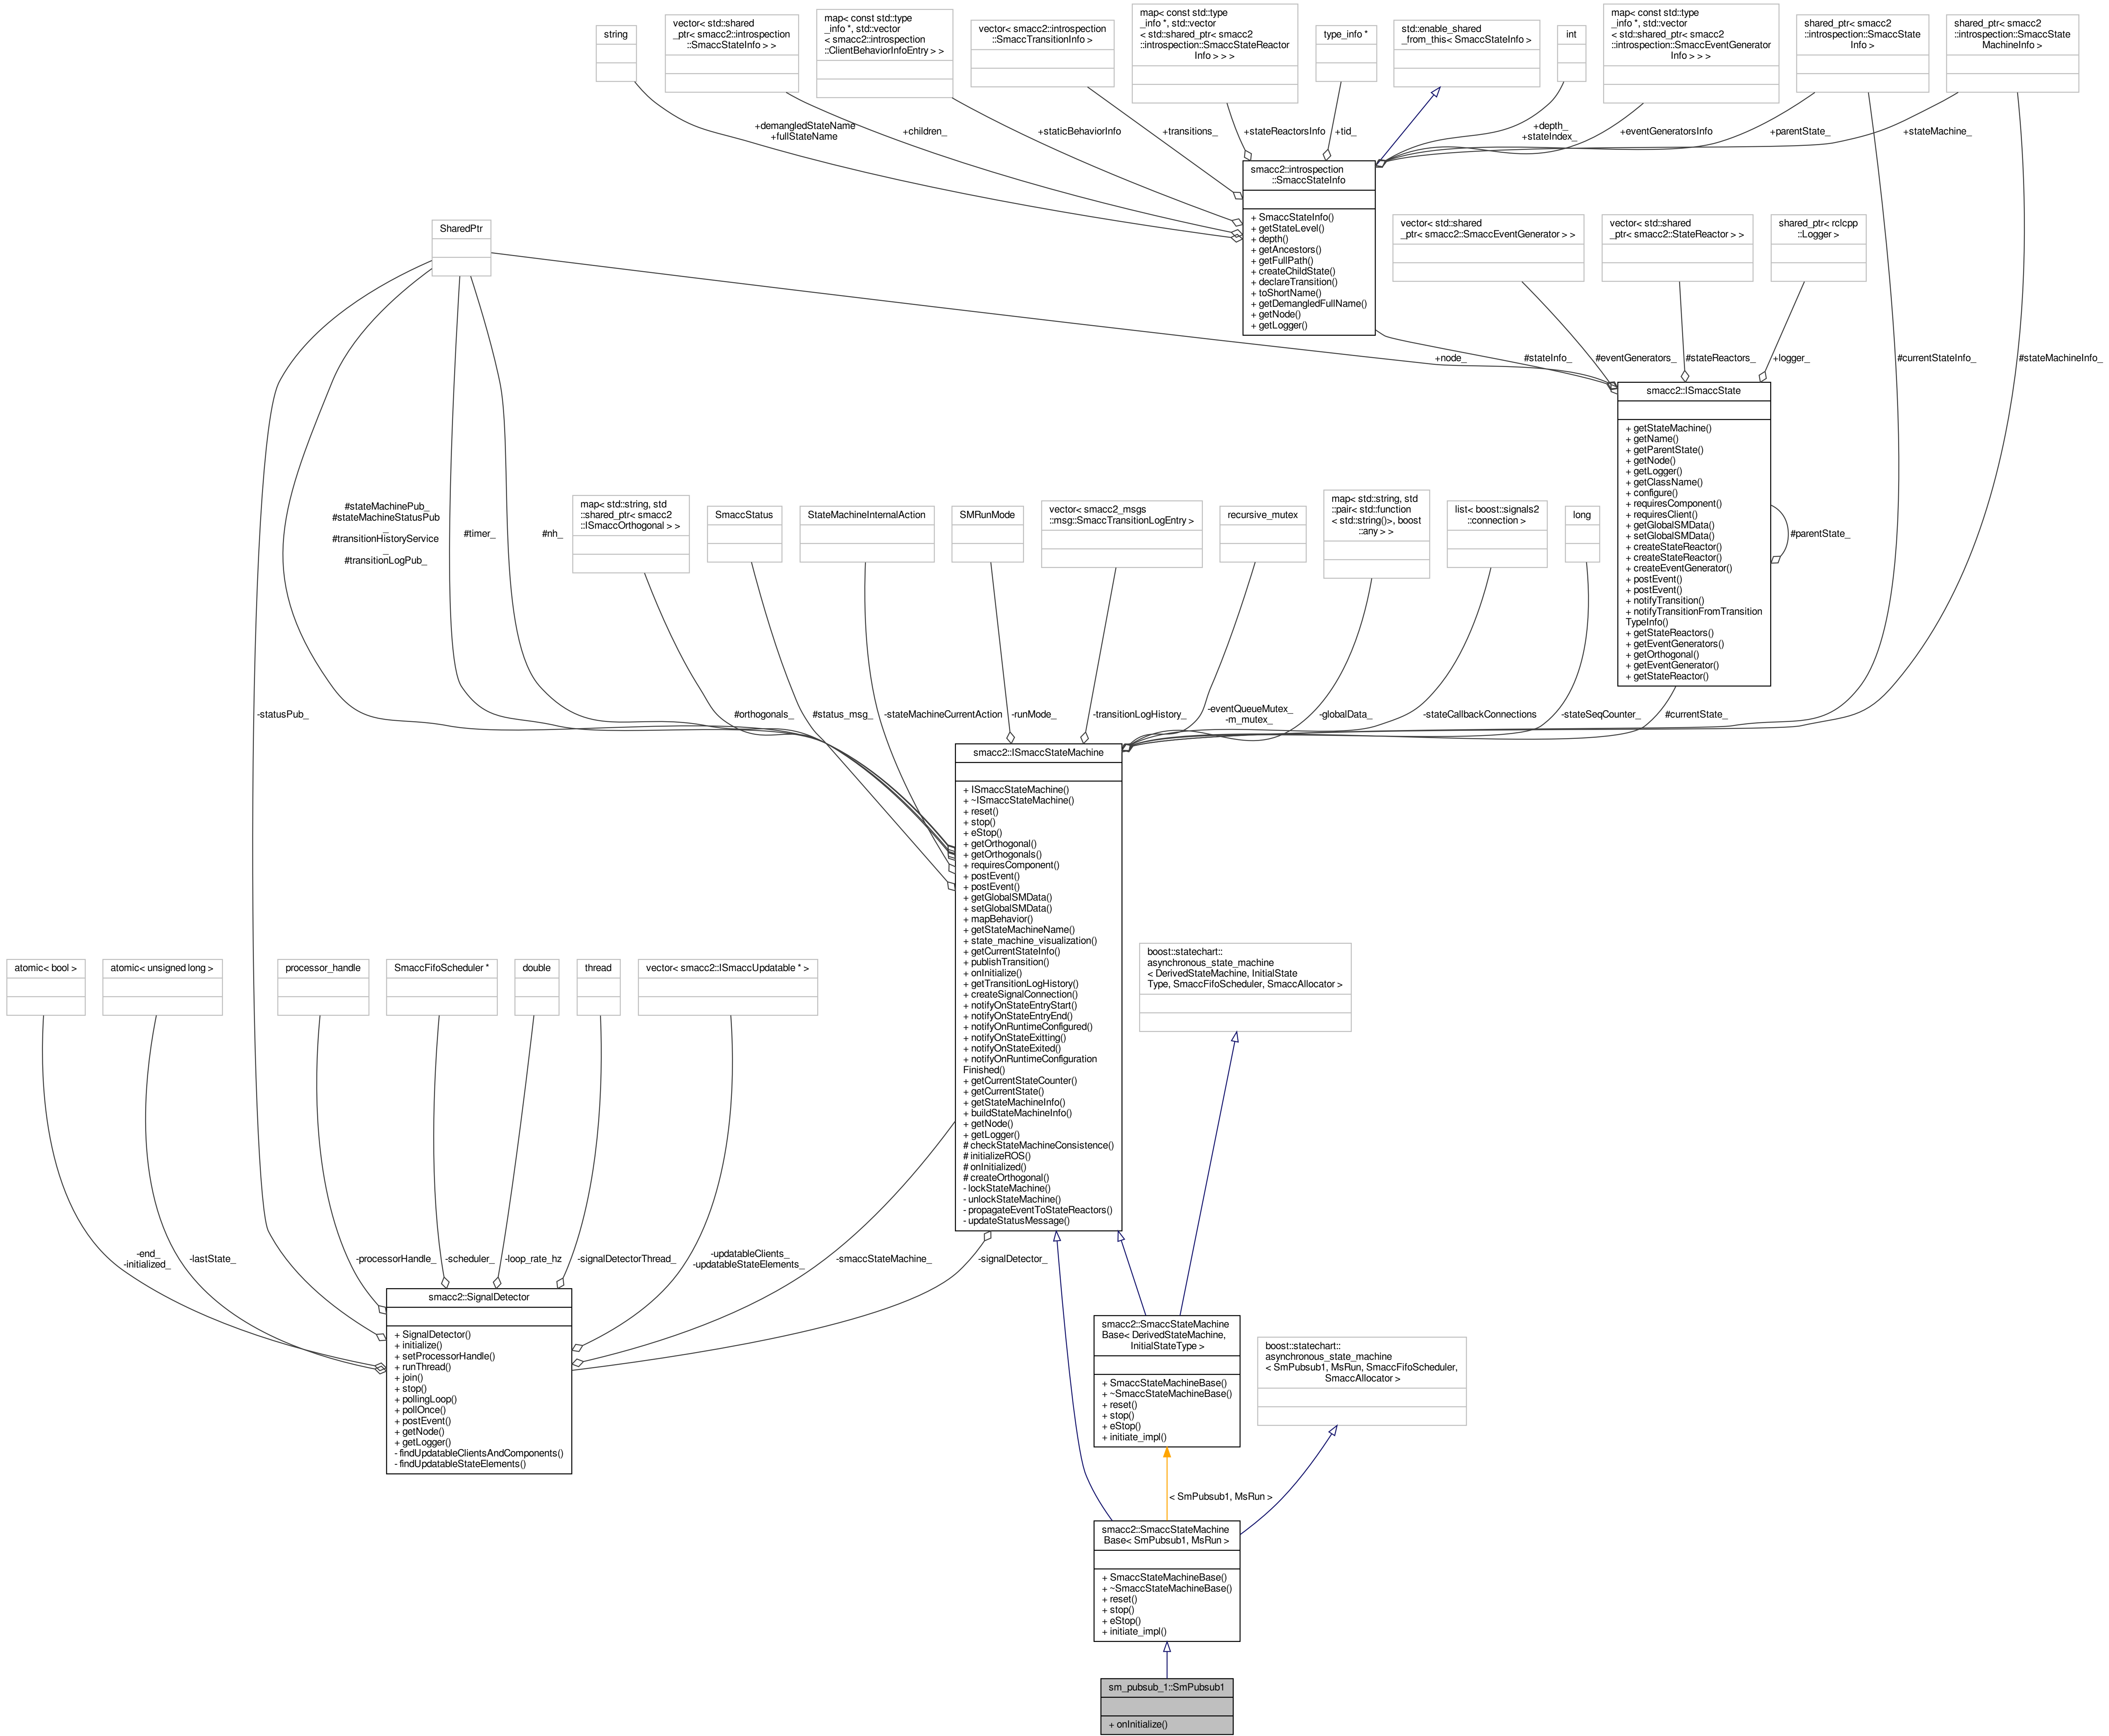 string
vector< std::shared
_ptr< smacc2::introspection
::SmaccStateInfo > >
map< const std::type
_info *, std::vector
< smacc2::introspection
::ClientBehaviorInfoEntry > >
vector< smacc2::introspection
::SmaccTransitionInfo >
map< const std::type
_info *, std::vector
< std::shared_ptr< smacc2
::introspection::SmaccStateReactor
Info > > >
type_info *
std::enable_shared
_from_this< SmaccStateInfo >
int
map< const std::type
_info *, std::vector
< std::shared_ptr< smacc2
::introspection::SmaccEventGenerator
Info > > >
shared_ptr< smacc2
::introspection::SmaccState
Info >
shared_ptr< smacc2
::introspection::SmaccState
MachineInfo >
+demangledStateName
+fullStateName
+children_
+staticBehaviorInfo
+transitions_
+stateReactorsInfo
+tid_
+depth_
+stateIndex_
+eventGeneratorsInfo
+parentState_
+stateMachine_
smacc2::introspection
::SmaccStateInfo
+ SmaccStateInfo()
+ getStateLevel()
+ depth()
+ getAncestors()
+ getFullPath()
+ createChildState()
+ declareTransition()
+ toShortName()
+ getDemangledFullName()
+ getNode()
+ getLogger()
SharedPtr
vector< std::shared
_ptr< smacc2::SmaccEventGenerator > >
vector< std::shared
_ptr< smacc2::StateReactor > >
shared_ptr< rclcpp
::Logger >
+node_
#stateInfo_
#eventGenerators_
#stateReactors_
+logger_
#currentStateInfo_
#stateMachineInfo_
smacc2::ISmaccState
+ getStateMachine()
+ getName()
+ getParentState()
+ getNode()
+ getLogger()
+ getClassName()
+ configure()
+ requiresComponent()
+ requiresClient()
+ getGlobalSMData()
+ setGlobalSMData()
+ createStateReactor()
+ createStateReactor()
+ createEventGenerator()
+ postEvent()
+ postEvent()
+ notifyTransition()
+ notifyTransitionFromTransition
TypeInfo()
+ getStateReactors()
+ getEventGenerators()
+ getOrthogonal()
+ getEventGenerator()
+ getStateReactor()
#parentState_
#stateMachinePub_
#stateMachineStatusPub
_
#transitionHistoryService
_
#transitionLogPub_
#timer_
#nh_
map< std::string, std
::shared_ptr< smacc2
::ISmaccOrthogonal > >
SmaccStatus
StateMachineInternalAction
SMRunMode
vector< smacc2_msgs
::msg::SmaccTransitionLogEntry >
recursive_mutex
map< std::string, std
::pair< std::function
< std::string()>, boost
::any > >
list< boost::signals2
::connection >
long
-statusPub_
#orthogonals_
#status_msg_
-stateMachineCurrentAction
-runMode_
-transitionLogHistory_
-eventQueueMutex_
-m_mutex_
-globalData_
-stateCallbackConnections
-stateSeqCounter_
#currentState_
smacc2::ISmaccStateMachine
+ ISmaccStateMachine()
+ ~ISmaccStateMachine()
+ reset()
+ stop()
+ eStop()
+ getOrthogonal()
+ getOrthogonals()
+ requiresComponent()
+ postEvent()
+ postEvent()
+ getGlobalSMData()
+ setGlobalSMData()
+ mapBehavior()
+ getStateMachineName()
+ state_machine_visualization()
+ getCurrentStateInfo()
+ publishTransition()
+ onInitialize()
+ getTransitionLogHistory()
+ createSignalConnection()
+ notifyOnStateEntryStart()
+ notifyOnStateEntryEnd()
+ notifyOnRuntimeConfigured()
+ notifyOnStateExitting()
+ notifyOnStateExited()
+ notifyOnRuntimeConfiguration
Finished()
+ getCurrentStateCounter()
+ getCurrentState()
+ getStateMachineInfo()
+ buildStateMachineInfo()
+ getNode()
+ getLogger()
# checkStateMachineConsistence()
# initializeROS()
# onInitialized()
# createOrthogonal()
- lockStateMachine()
- unlockStateMachine()
- propagateEventToStateReactors()
- updateStatusMessage()
atomic< bool >
atomic< unsigned long >
processor_handle
SmaccFifoScheduler *
double
thread
vector< smacc2::ISmaccUpdatable * >
boost::statechart::
asynchronous_state_machine
< DerivedStateMachine, InitialState
Type, SmaccFifoScheduler, SmaccAllocator >
-end_
-initialized_
-lastState_
-processorHandle_
-scheduler_
-loop_rate_hz
-signalDetectorThread_
-updatableClients_
-updatableStateElements_
-smaccStateMachine_
-signalDetector_
smacc2::SignalDetector
+ SignalDetector()
+ initialize()
+ setProcessorHandle()
+ runThread()
+ join()
+ stop()
+ pollingLoop()
+ pollOnce()
+ postEvent()
+ getNode()
+ getLogger()
- findUpdatableClientsAndComponents()
- findUpdatableStateElements()
smacc2::SmaccStateMachine
Base< DerivedStateMachine,
InitialStateType >
+ SmaccStateMachineBase()
+ ~SmaccStateMachineBase()
+ reset()
+ stop()
+ eStop()
+ initiate_impl()
boost::statechart::
asynchronous_state_machine
< SmPubsub1, MsRun, SmaccFifoScheduler,
SmaccAllocator >
< SmPubsub1, MsRun >
smacc2::SmaccStateMachine
Base< SmPubsub1, MsRun >
+ SmaccStateMachineBase()
+ ~SmaccStateMachineBase()
+ reset()
+ stop()
+ eStop()
+ initiate_impl()
sm_pubsub_1::SmPubsub1
+ onInitialize()